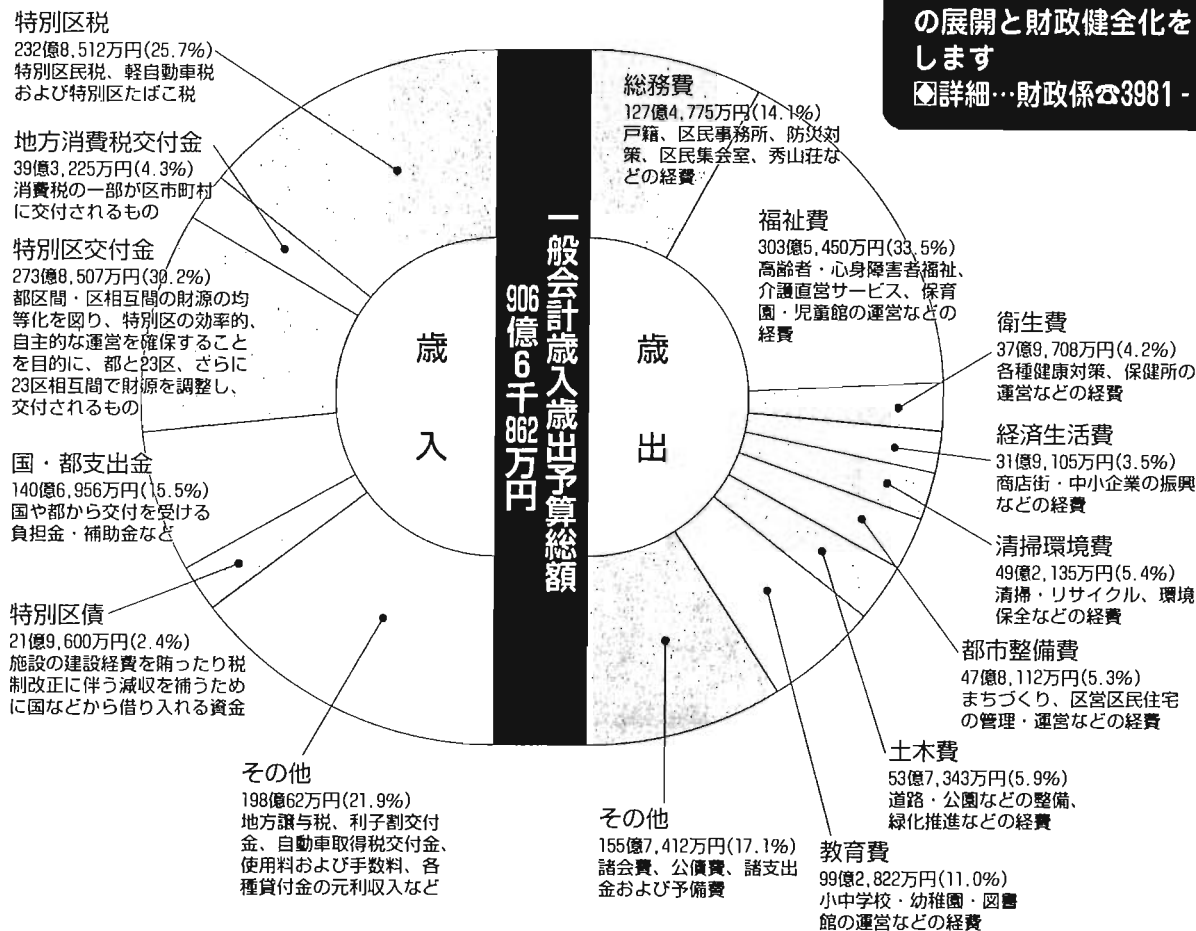 の展開と財政健全化を
します
詳細…財政係☎3981-
特別区税
232億8,512万円(25.7%)
特別区民税、軽自動車税
および特別区たばこ税
地方消費税交付金
39億3,225万円(4.3%)
消費税の一部が区市町村
に交付されるもの
特別区交付金
273億8,507万円(30.2%)
都区間・区相互間の財源の均
等化を図り、特別区の効率的、
自主的な運営を確保すること
を目的に、都と23区、さらに
23区相互間で財源を調整し、
交付されるもの
国・都支出金
140億6,956万円(15.5%)
国や都から交付を受ける
負担金・補助金など
特別区債
21億9,600万円(2.4%)
施設の建設経費を賄ったり税
制改正に伴う減収を補うため
に国などから借り入れる資金
その他
198億62万円(21.9%)
地方譲与税、利子割交付
金、自動車取得税交付金、
使用料および手数料、各
種貸付金の元利収入など
歳入
一般会計歳入歳出予算総額
906億6千862万円
歳出
総務費
127億4,775万円(14.1%)
戸籍、区民事務所、防災対
策、区民集会室、秀山荘な
どの経費
福祉費
303億5,450万円(33.5%)
高齢者・心身障害者福祉、
介護直営サービス、保育
園・児童館の運営などの
経費
衛生費
37億9,708万円(4.2%)
各種健康対策、保健所の
運営などの経費
経済生活費
31億9,105万円(3.5%)
商店街・中小企業の振興
などの経費
清掃環境費
49億2,135万円(5.4%)
清掃・リサイクル、環境
保全などの経費
都市整備費
47億8,112万円(5.3%)
まちづくり、区営区民住宅
の管理・運営などの経費
土木費
53億7,343万円(5.9%)
道路・公園などの整備、
緑化推進などの経費
教育費
99億2,822万円(11.0%)
小中学校・幼稚園・図書
館の運営などの経費
その他
155億7,412万円(17.1%)
諸会費、公債費、諸支出
金および予備費